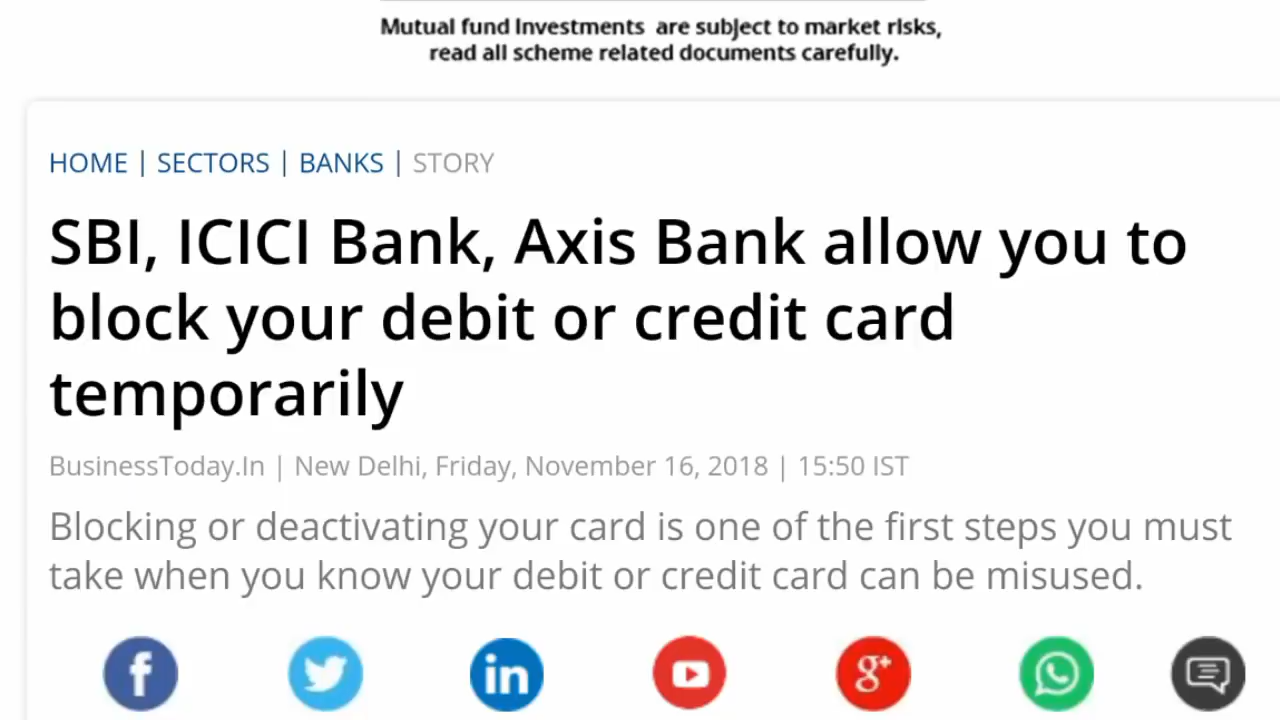 Mutual fund Investments are subject to market risks,
read all scheme related documents carefully.
HOME | SECTORS | BANKS | STORY
SBI, ICICI Bank, Axis Bank allow you to
block your debit or credit card
temporarily
BusinessToday.In | New Delhi, Friday, November 16, 2018 | 15:50 IST
Blocking or deactivating your card is one of the first steps you must
take when you know your debit or credit card can be misused.
f in g+